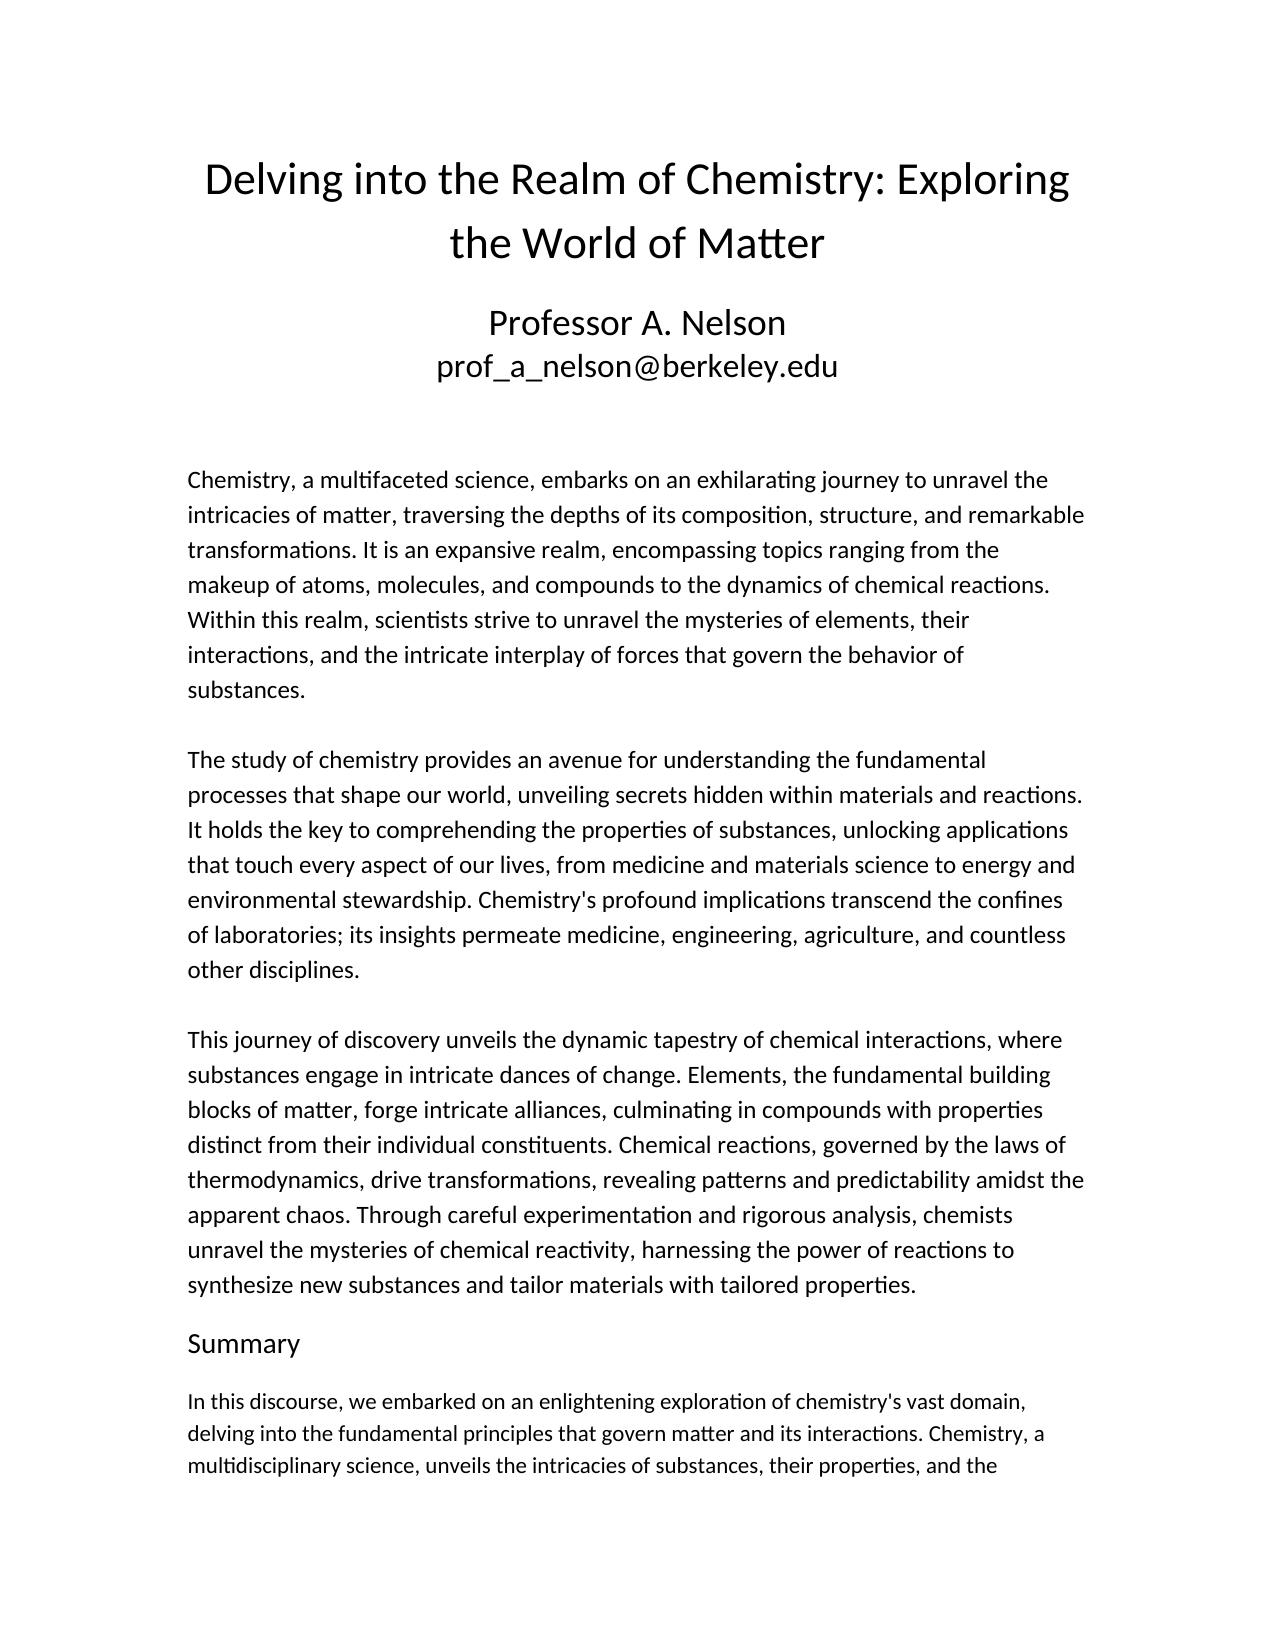 Delving into the Realm of Chemistry: Exploring
the World of Matter
Professor A. Nelson
prof_a_nelson@berkeley.edu
Chemistry, a multifaceted science, embarks on an exhilarating journey to unravel the
intricacies of matter, traversing the depths of its composition, structure, and remarkable
transformations. It is an expansive realm, encompassing topics ranging from the
makeup of atoms, molecules, and compounds to the dynamics of chemical reactions.
Within this realm, scientists strive to unravel the mysteries of elements, their
interactions, and the intricate interplay of forces that govern the behavior of
substances.
The study of chemistry provides an avenue for understanding the fundamental
processes that shape our world, unveiling secrets hidden within materials and reactions.
It holds the key to comprehending the properties of substances, unlocking applications
that touch every aspect of our lives, from medicine and materials science to energy and
environmental stewardship. Chemistry's profound implications transcend the confines
of laboratories; its insights permeate medicine, engineering, agriculture, and countless
other disciplines.
This journey of discovery unveils the dynamic tapestry of chemical interactions, where
substances engage in intricate dances of change. Elements, the fundamental building
blocks of matter, forge intricate alliances, culminating in compounds with properties
distinct from their individual constituents. Chemical reactions, governed by the laws of
thermodynamics, drive transformations, revealing patterns and predictability amidst the
apparent chaos. Through careful experimentation and rigorous analysis, chemists
unravel the mysteries of chemical reactivity, harnessing the power of reactions to
synthesize new substances and tailor materials with tailored properties.
Summary
In this discourse, we embarked on an enlightening exploration of chemistry's vast domain,
delving into the fundamental principles that govern matter and its interactions. Chemistry, a
multidisciplinary science, unveils the intricacies of substances, their properties, and the